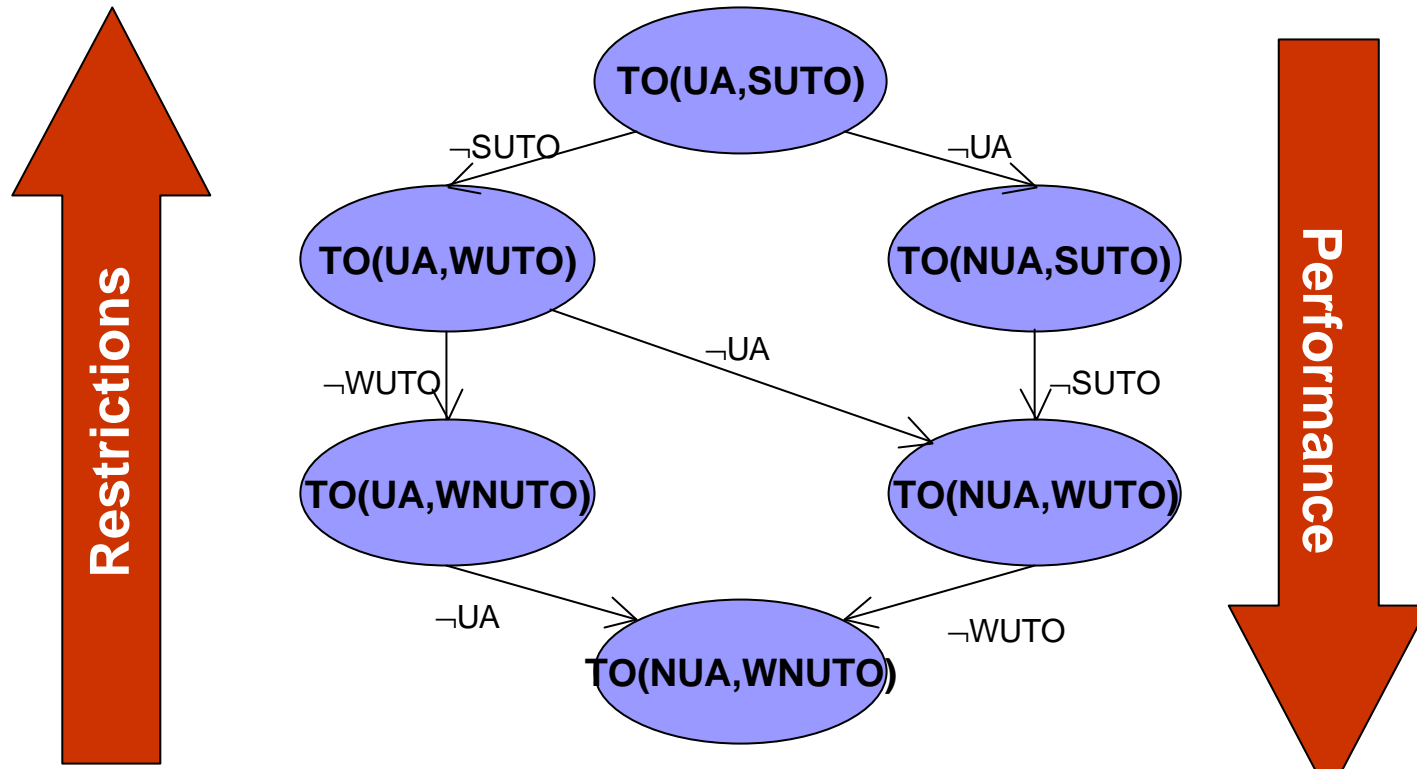 TO(UA,SUTO)
¬SUTO
¬UA
TO(UA,WUTO)
TO(NUA,SUTO)
Restrictions
Performance
¬UA
¬WUTO
¬SUTO
TO(UA,WNUTO)
TO(NUA,WUTO)
¬UA
¬WUTO
TO(NUA,WNUTO)